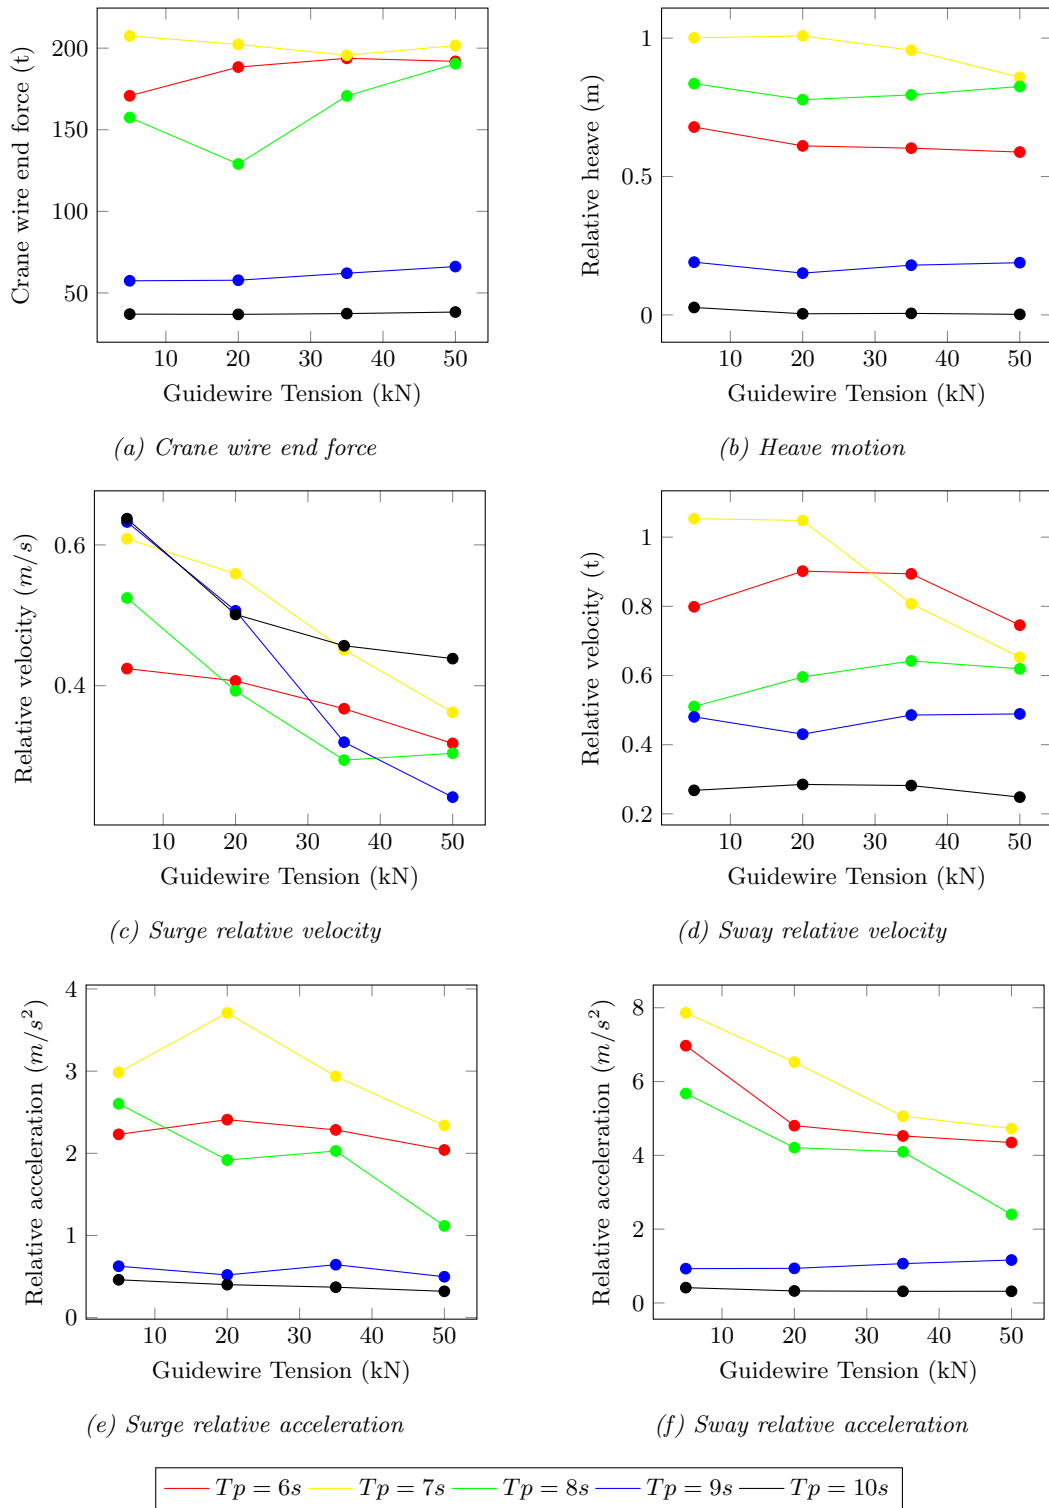 Crane wire end force (t)
200
150
100
50
10 20 30 40 50
Guidewire Tension (kN)
(a) Crane wire end force
Relative heave (m)
1
0.5
0
10 20 30 40 50
Guidewire Tension (kN)
(b) Heave motion
Relative velocity (m/s)
0.6
0.4
10 20 30 40 50
Guidewire Tension (kN)
(c) Surge relative velocity
Relative velocity (t)
1
0.8
0.6
0.4
0.2
10 20 30 40 50
Guidewire Tension (kN)
(d) Sway relative velocity
Relative acceleration (m/s²)
4
3
2
1
0
10 20 30 40 50
Guidewire Tension (kN)
(e) Surge relative acceleration
Relative acceleration (m/s²)
8
6
4
2
0
10 20 30 40 50
Guidewire Tension (kN)
(f) Sway relative acceleration
Tp = 6s Tp = 7s Tp = 8s Tp = 9s Tp = 10s